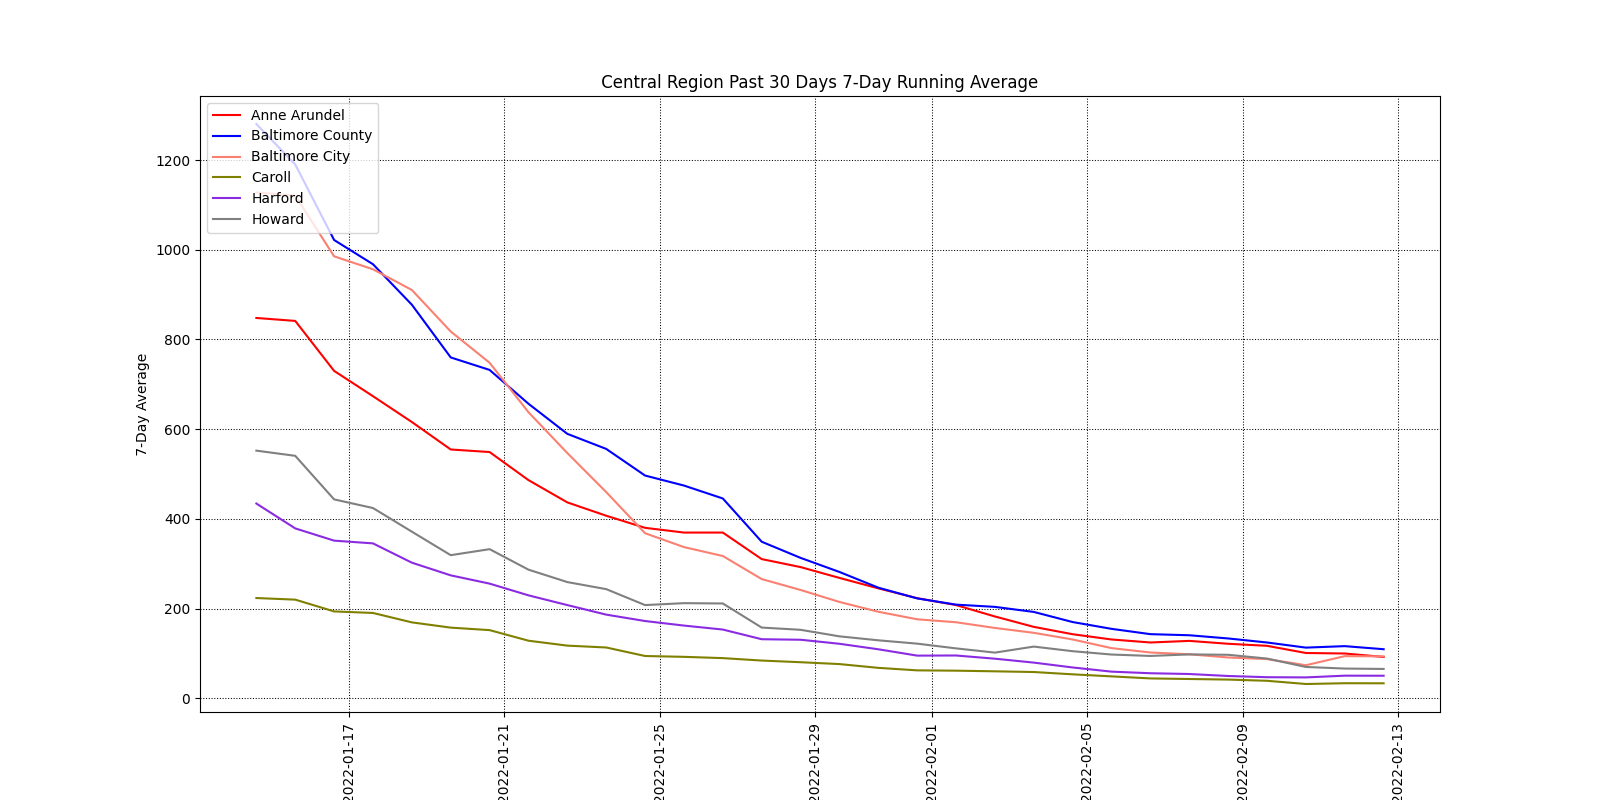 Central Region Past 30 Days 7-Day Running Average
Anne Arundel
Baltimore County
Baltimore City
Caroll
Harford
Howard
1200
1000
800
600
400
200
0
7-Day Average
2022-01-17
2022-01-21
2022-01-25
2022-01-29
2022-02-01
2022-02-05
2022-02-09
2022-02-13